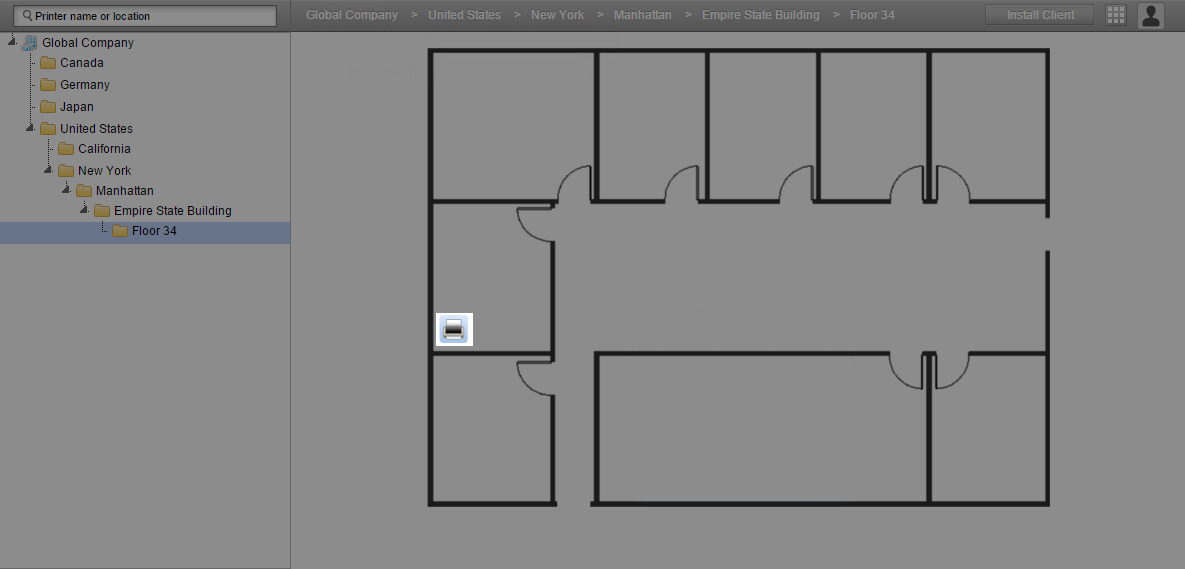 Printer name or location
Global Company > United States > New York > Manhattan > Empire State Building > Floor 34
Install Client
Global Company
Canada
Germany
Japan
United States
California
New York
Manhattan
Empire State Building
Floor 34